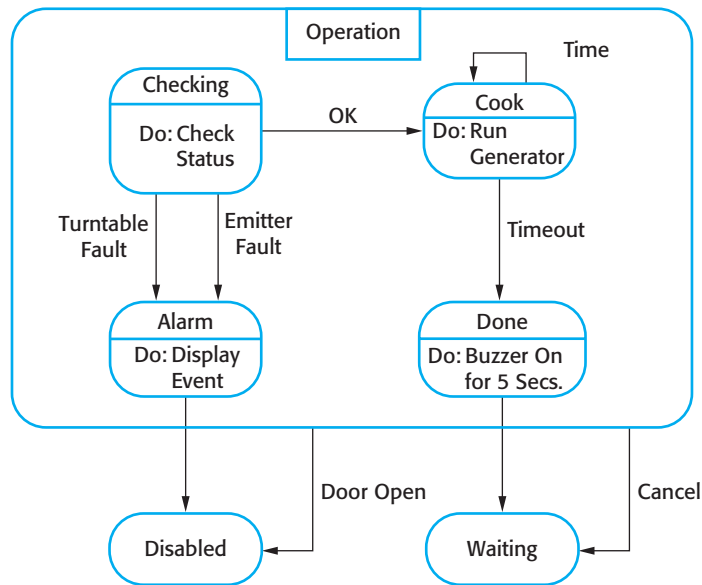 Operation
Time
Checking
Do: Check
Status
OK
Cook
Do: Run
Generator
Turntable
Fault
Emitter
Fault
Timeout
Alarm
Do: Display
Event
Done
Do: Buzzer On
for 5 Secs.
Door Open
Cancel
Disabled
Waiting